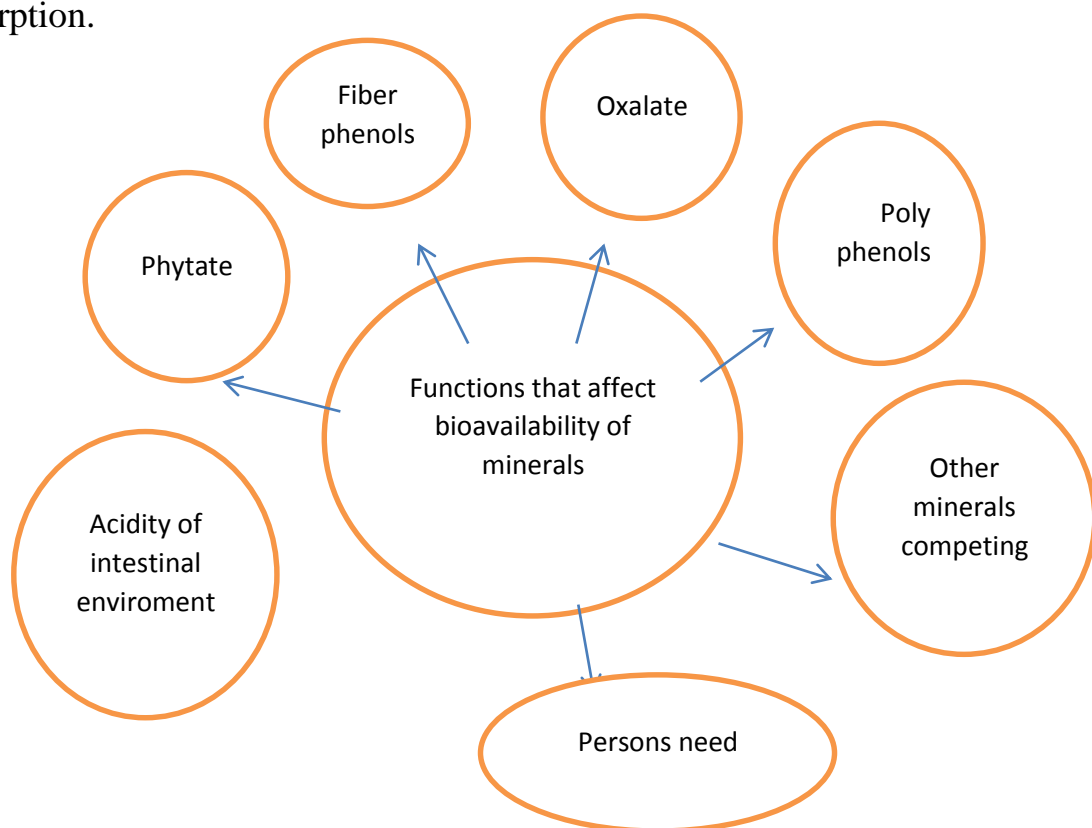 rption.
Fiber
phenols
Oxalate
Poly
phenols
Phytate
Functions that affect
bioavailability of
minerals
Other
minerals
competing
Acidity of
intestinal
enviroment
Persons need